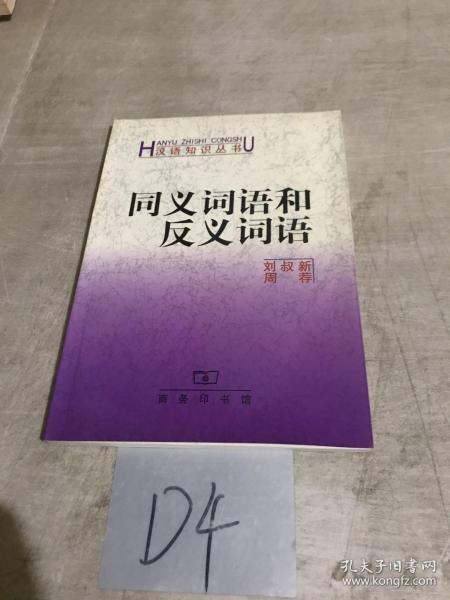 HANYU ZHISHI CONGSHU
汉语知识丛书
同义词语和
反义词语
刘叔新
周荐
商务印书馆
D4
孔夫子旧书网
www.kongfz.com